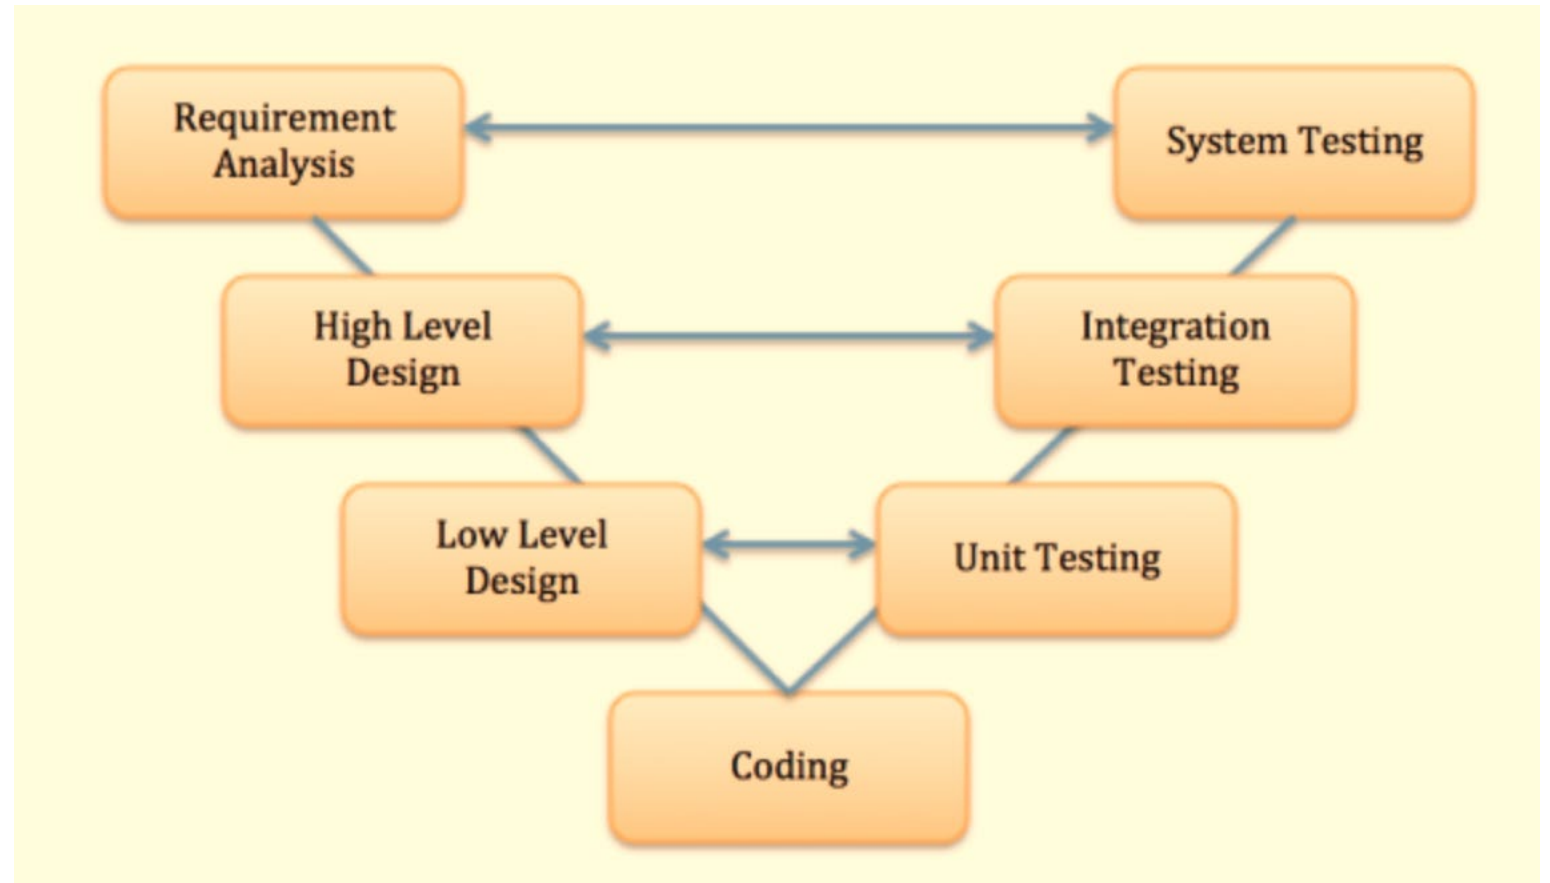 Requirement
Analysis
System Testing
High Level
Design
Integration
Testing
Low Level
Design
Unit Testing
Coding